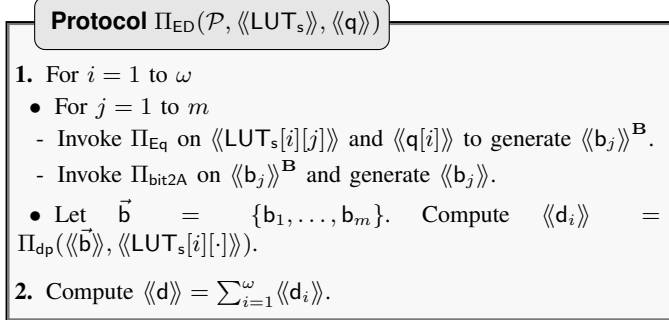 Protocol Π_ED(𝒫, ⟪LUT_s⟫, ⟪q⟫)
1. For i = 1 to ω
• For j = 1 to m
- Invoke Π_Eq on ⟪LUT_s[i][j]⟫ and ⟪q[i]⟫ to generate ⟪b_j⟫^B.
- Invoke Π_bit2A on ⟪b_j⟫^B and generate ⟪b_j⟫.
• Let b⃗ = {b_1, . . . , b_m}. Compute ⟪d_i⟫ =
Π_dp(⟪b⃗⟫, ⟪LUT_s[i][·]⟫).
2. Compute ⟪d⟫ = ∑_{i=1}^ω ⟪d_i⟫.